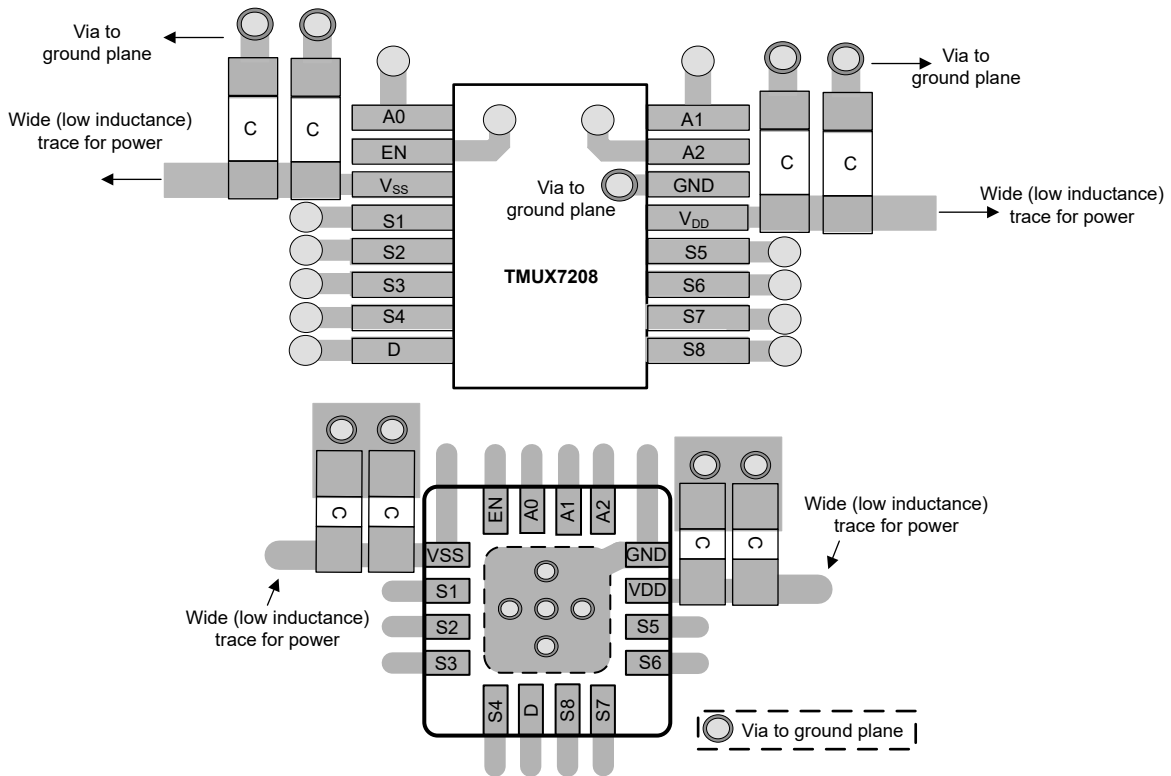 Via to
ground plane
Wide (low inductance)
trace for power
C
C
A0
EN
VSS
S1
S2
S3
S4
D
Via to
ground plane
TMUX7208
A1
A2
GND
VDD
S5
S6
S7
S8
C
C
Via to
ground plane
Wide (low inductance)
trace for power
C
C
Wide (low inductance)
trace for power
EN
A0
A1
A2
VSS
S1
S2
S3
GND
VDD
S5
S6
S4
D
S8
S7
C
C
Wide (low inductance)
trace for power
Via to ground plane